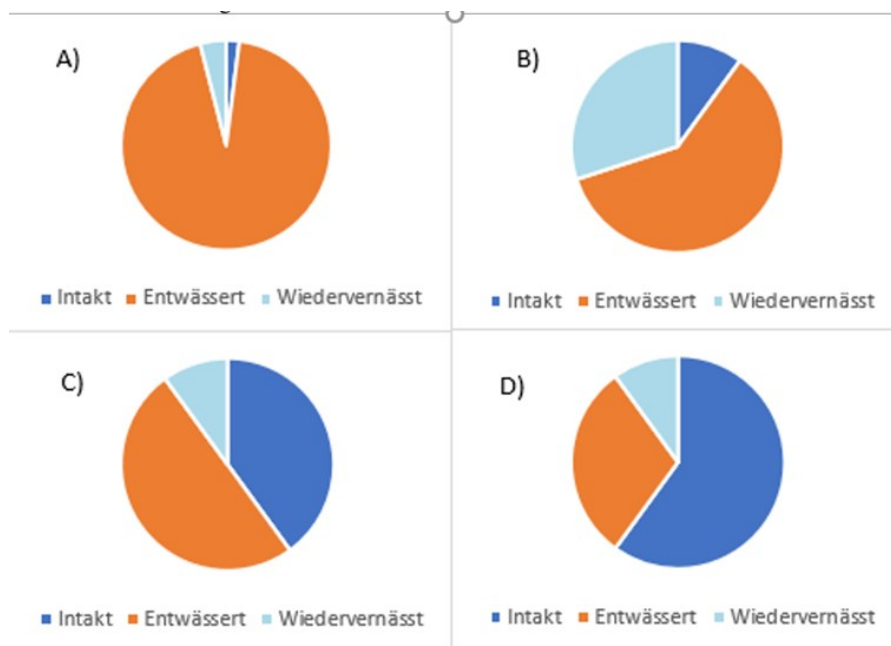 A)
B)
Intakt Entwässert Wiedervernässt
Intakt Entwässert Wiedervernässt
C)
D)
Intakt Entwässert Wiedervernässt
Intakt Entwässert Wiedervernässt